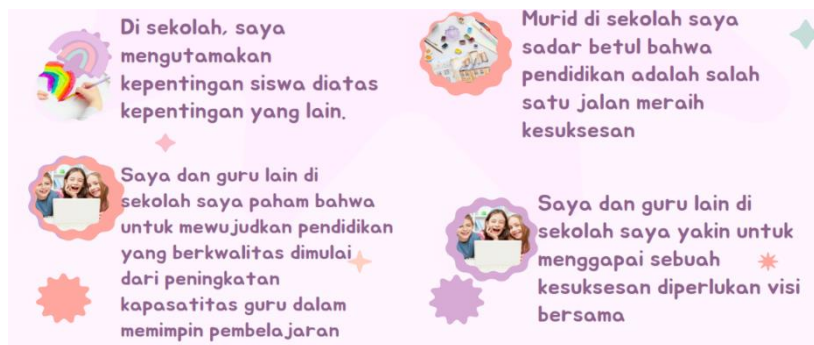 Di sekolah, saya
mengutamakan
kepentingan siswa diatas
kepentingan yang lain.
Saya dan guru lain di
sekolah saya paham bahwa
untuk mewujudkan pendidikan
yang berkwalitas dimulai
dari peningkatan
kapasatitas guru dalam
memimpin pembelajaran
Murid di sekolah saya
sadar betul bahwa
pendidikan adalah salah
satu jalan meraih
kesuksesan
Saya dan guru lain di
sekolah saya yakin untuk
menggapai sebuah
kesuksesan diperlukan visi
bersama